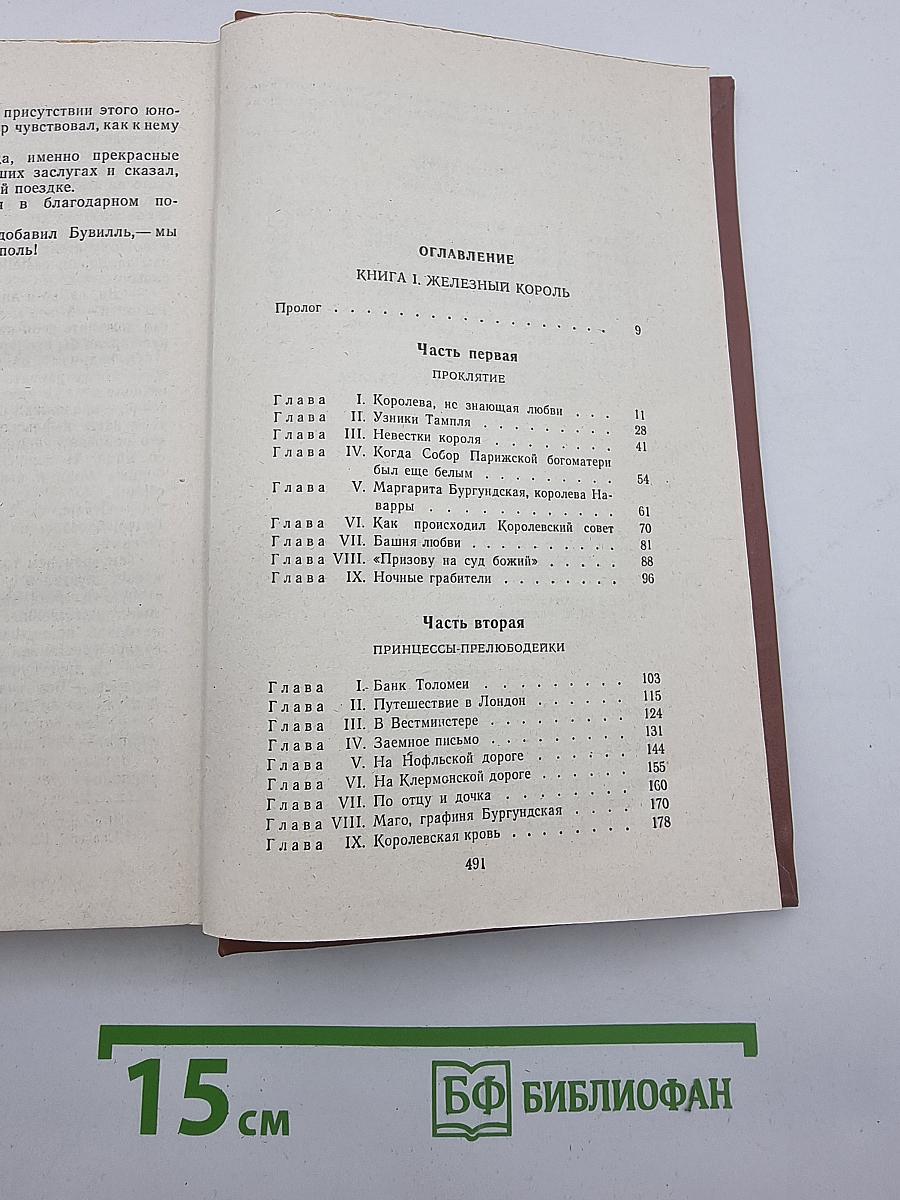 присутствии этого юно-
р чувствовал, как к нему
да, именно прекрасные
ших заслугах и сказал,
й поездке.
я в благодарном по-
добавил Бувилль,— мы
поль!
ОГЛАВЛЕНИЕ
КНИГА I. ЖЕЛЕЗНЫЙ КОРОЛЬ
Пролог . . . . . . . . . . . . . . . . . . 9
Часть первая
ПРОКЛЯТИЕ
Глава I. Королева, не знающая любви . . . 11
Глава II. Узники Тампля . . . . . . . . . 28
Глава III. Невестки короля . . . . . . . . 41
Глава IV. Когда Собор Парижской богоматери
был еще белым . . . . . . . . . 54
Глава V. Маргарита Бургундская, королева На-
варры . . . . . . . . . . . . . 61
Глава VI. Как происходил Королевский совет 70
Глава VII. Башня любви . . . . . . . . . . 81
Глава VIII. «Призову на суд божий» . . . . . 88
Глава IX. Ночные грабители . . . . . . . . 96
Часть вторая
ПРИНЦЕССЫ-ПРЕЛЮБОДЕЙКИ
Глава I. Банк Толомеи . . . . . . . . . 103
Глава II. Путешествие в Лондон . . . . . . 115
Глава III. В Вестминстере . . . . . . . . . 124
Глава IV. Заемное письмо . . . . . . . . . 131
Глава V. На Нофльской дороге . . . . . . 144
Глава VI. На Клермонской дороге . . . . . . 155
Глава VII. По отцу и дочка . . . . . . . . 160
Глава VIII. Маго, графиня Бургундская . . . . 170
Глава IX. Королевская кровь . . . . . . . . 178
491
15 см
БФ БИБЛИОФАН